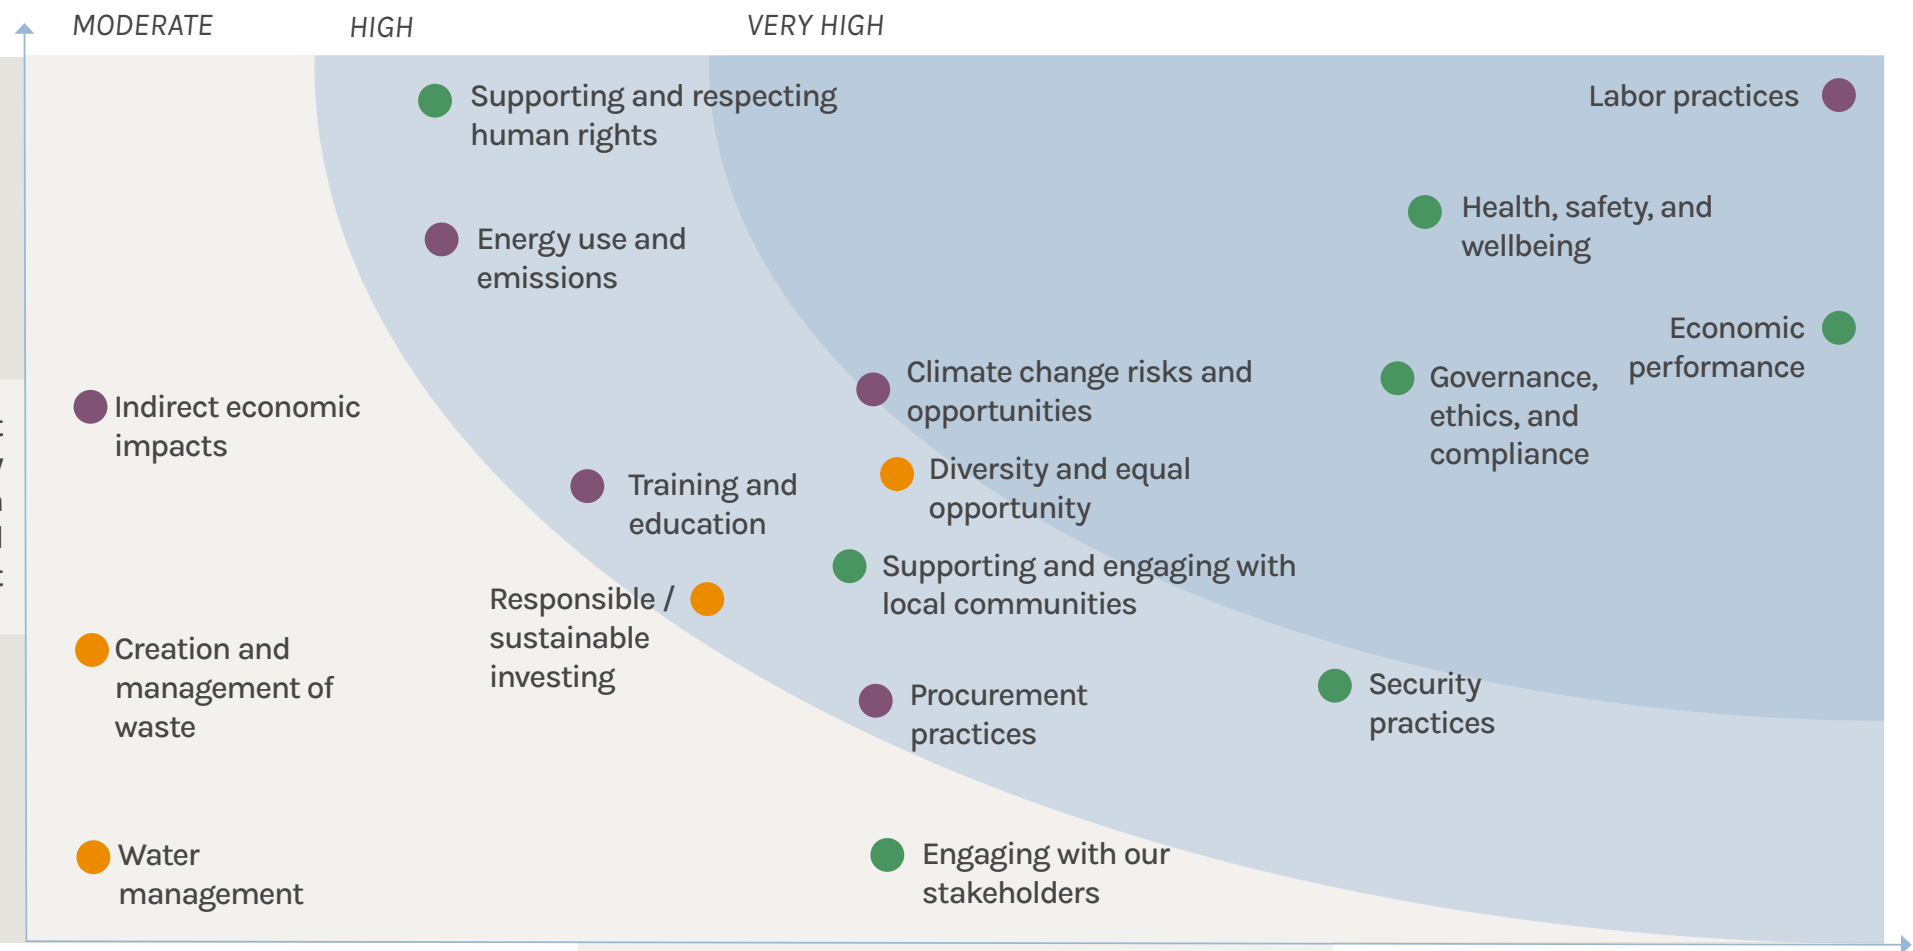 MODERATE
HIGH
VERY HIGH
Supporting and respecting
human rights
Labor practices
Health, safety, and
wellbeing
Energy use and
emissions
Economic
performance
Climate change risks and
opportunities
Governance,
ethics, and
compliance
Indirect economic
impacts
Diversity and equal
opportunity
Training and
education
Supporting and engaging with
local communities
Responsible /
sustainable
investing
Creation and
management of
waste
Procurement
practices
Security
practices
Water
management
Engaging with our
stakeholders